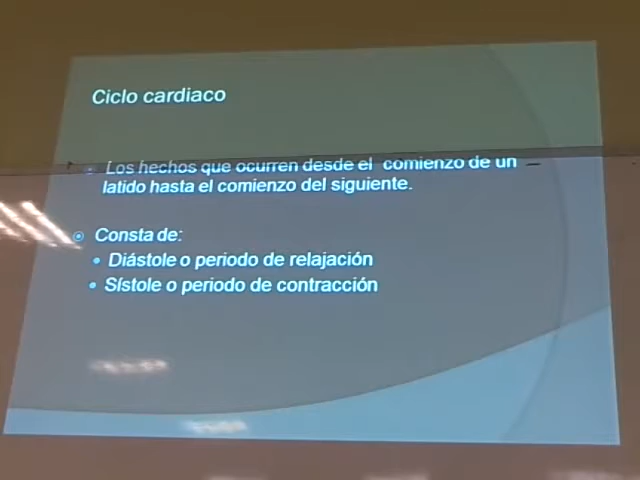 Ciclo cardiaco
Los hechos que ocurren desde el comienzo de un
latido hasta el comienzo del siguiente.
Consta de:
Diástole o periodo de relajación
Sístole o periodo de contracción